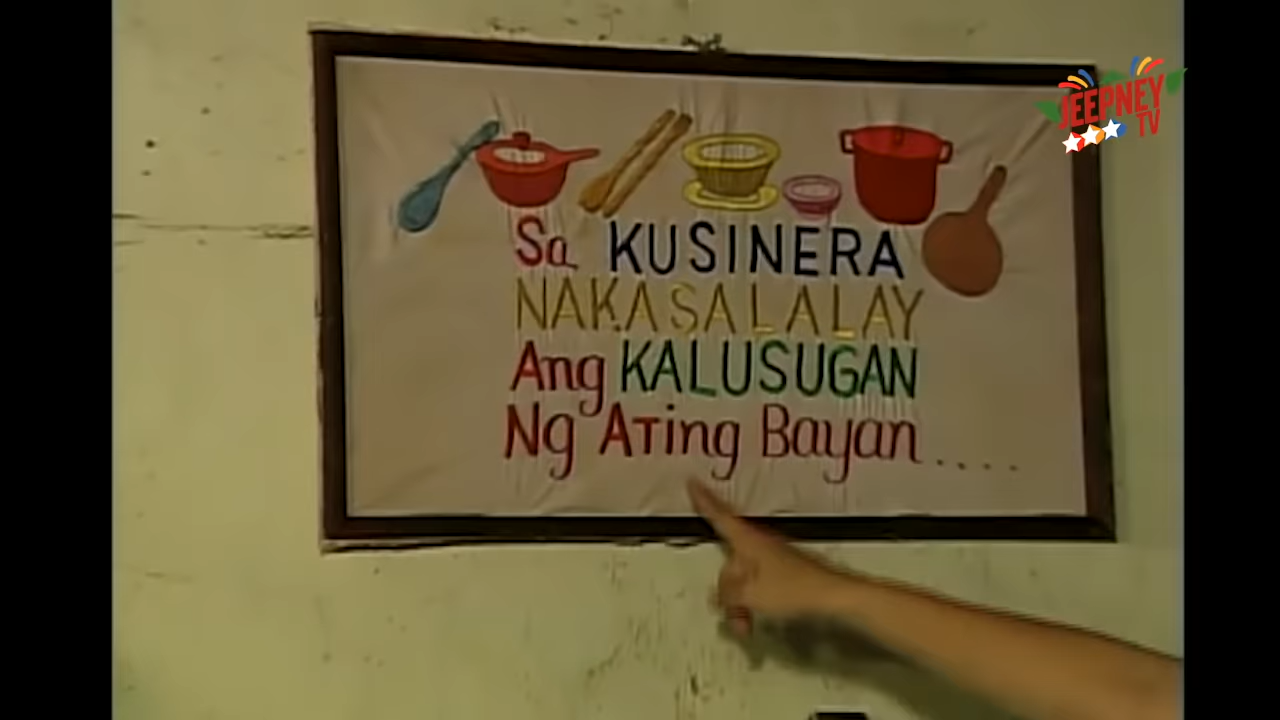 JEEPNEY
TV
Sa KUSINERA
NAKASALALAY
Ang KALUSUGAN
Ng ATing Bayan....